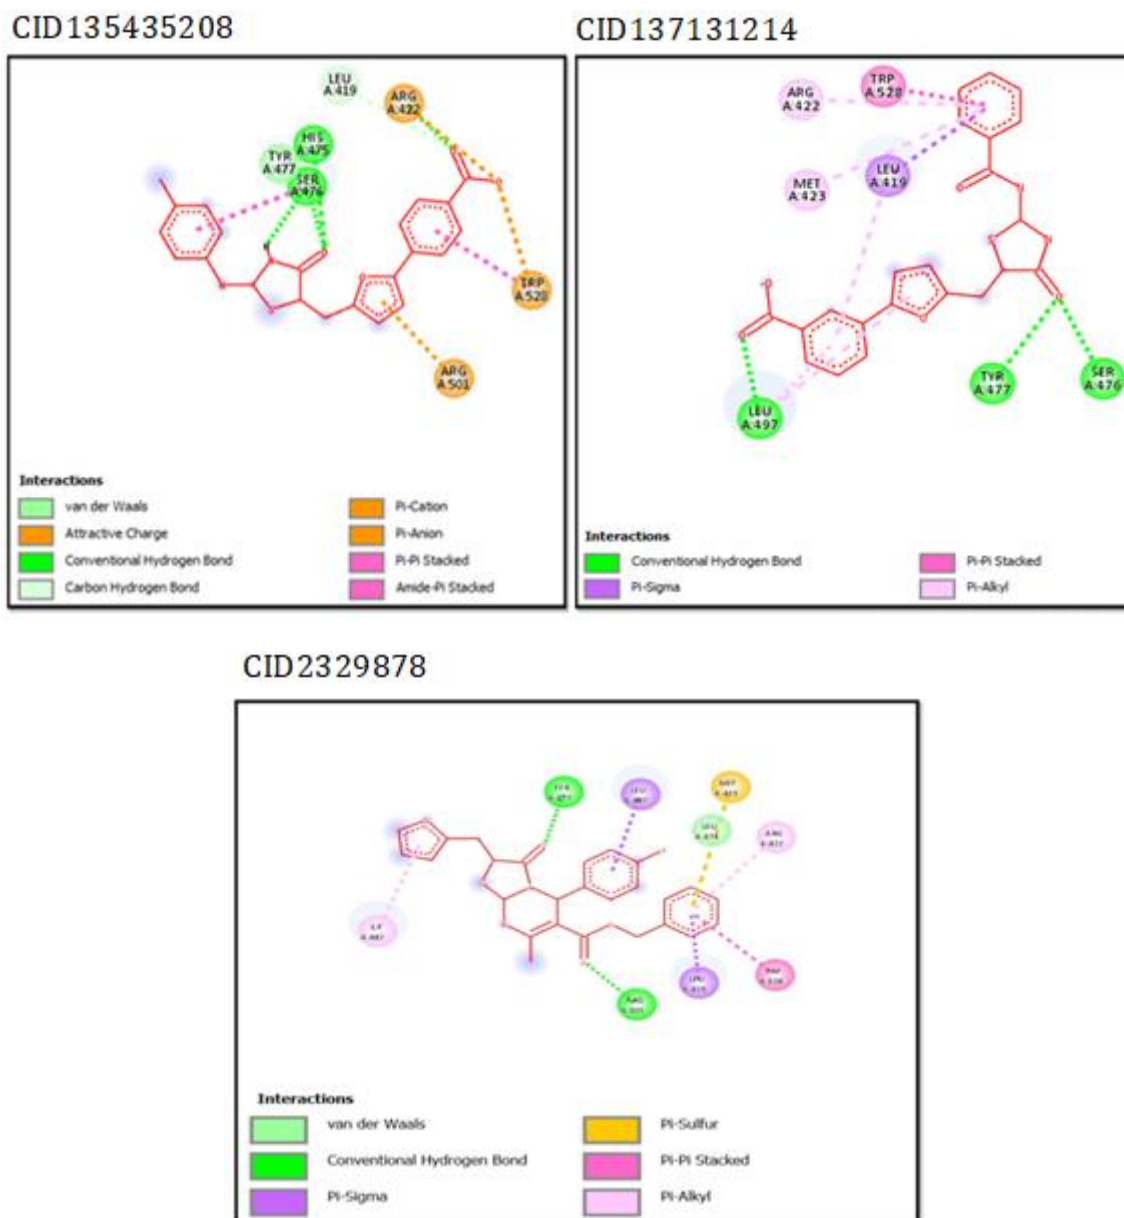 CID135435208
CID137131214
LEU
A:419
ARG
A:422
HIS
A:475
TYR
A:477
SER
A:476
TRP
A:528
ARG
A:501
Interactions
van der Waals
Attractive Charge
Conventional Hydrogen Bond
Carbon Hydrogen Bond
Pi-Cation
Pi-Anion
Pi-Pi Stacked
Amide-Pi Stacked
ARG
A:422
TRP
A:528
MET
A:423
LEU
A:419
TYR
A:477
SER
A:476
LEU
A:497
Interactions
Conventional Hydrogen Bond
Pi-Sigma
Pi-Pi Stacked
Pi-Alkyl
CID2329878
LEU
LEU
Interactions
van der Waals
Conventional Hydrogen Bond
Pi-Sigma
Pi-Sulfur
Pi-Pi Stacked
Pi-Alkyl